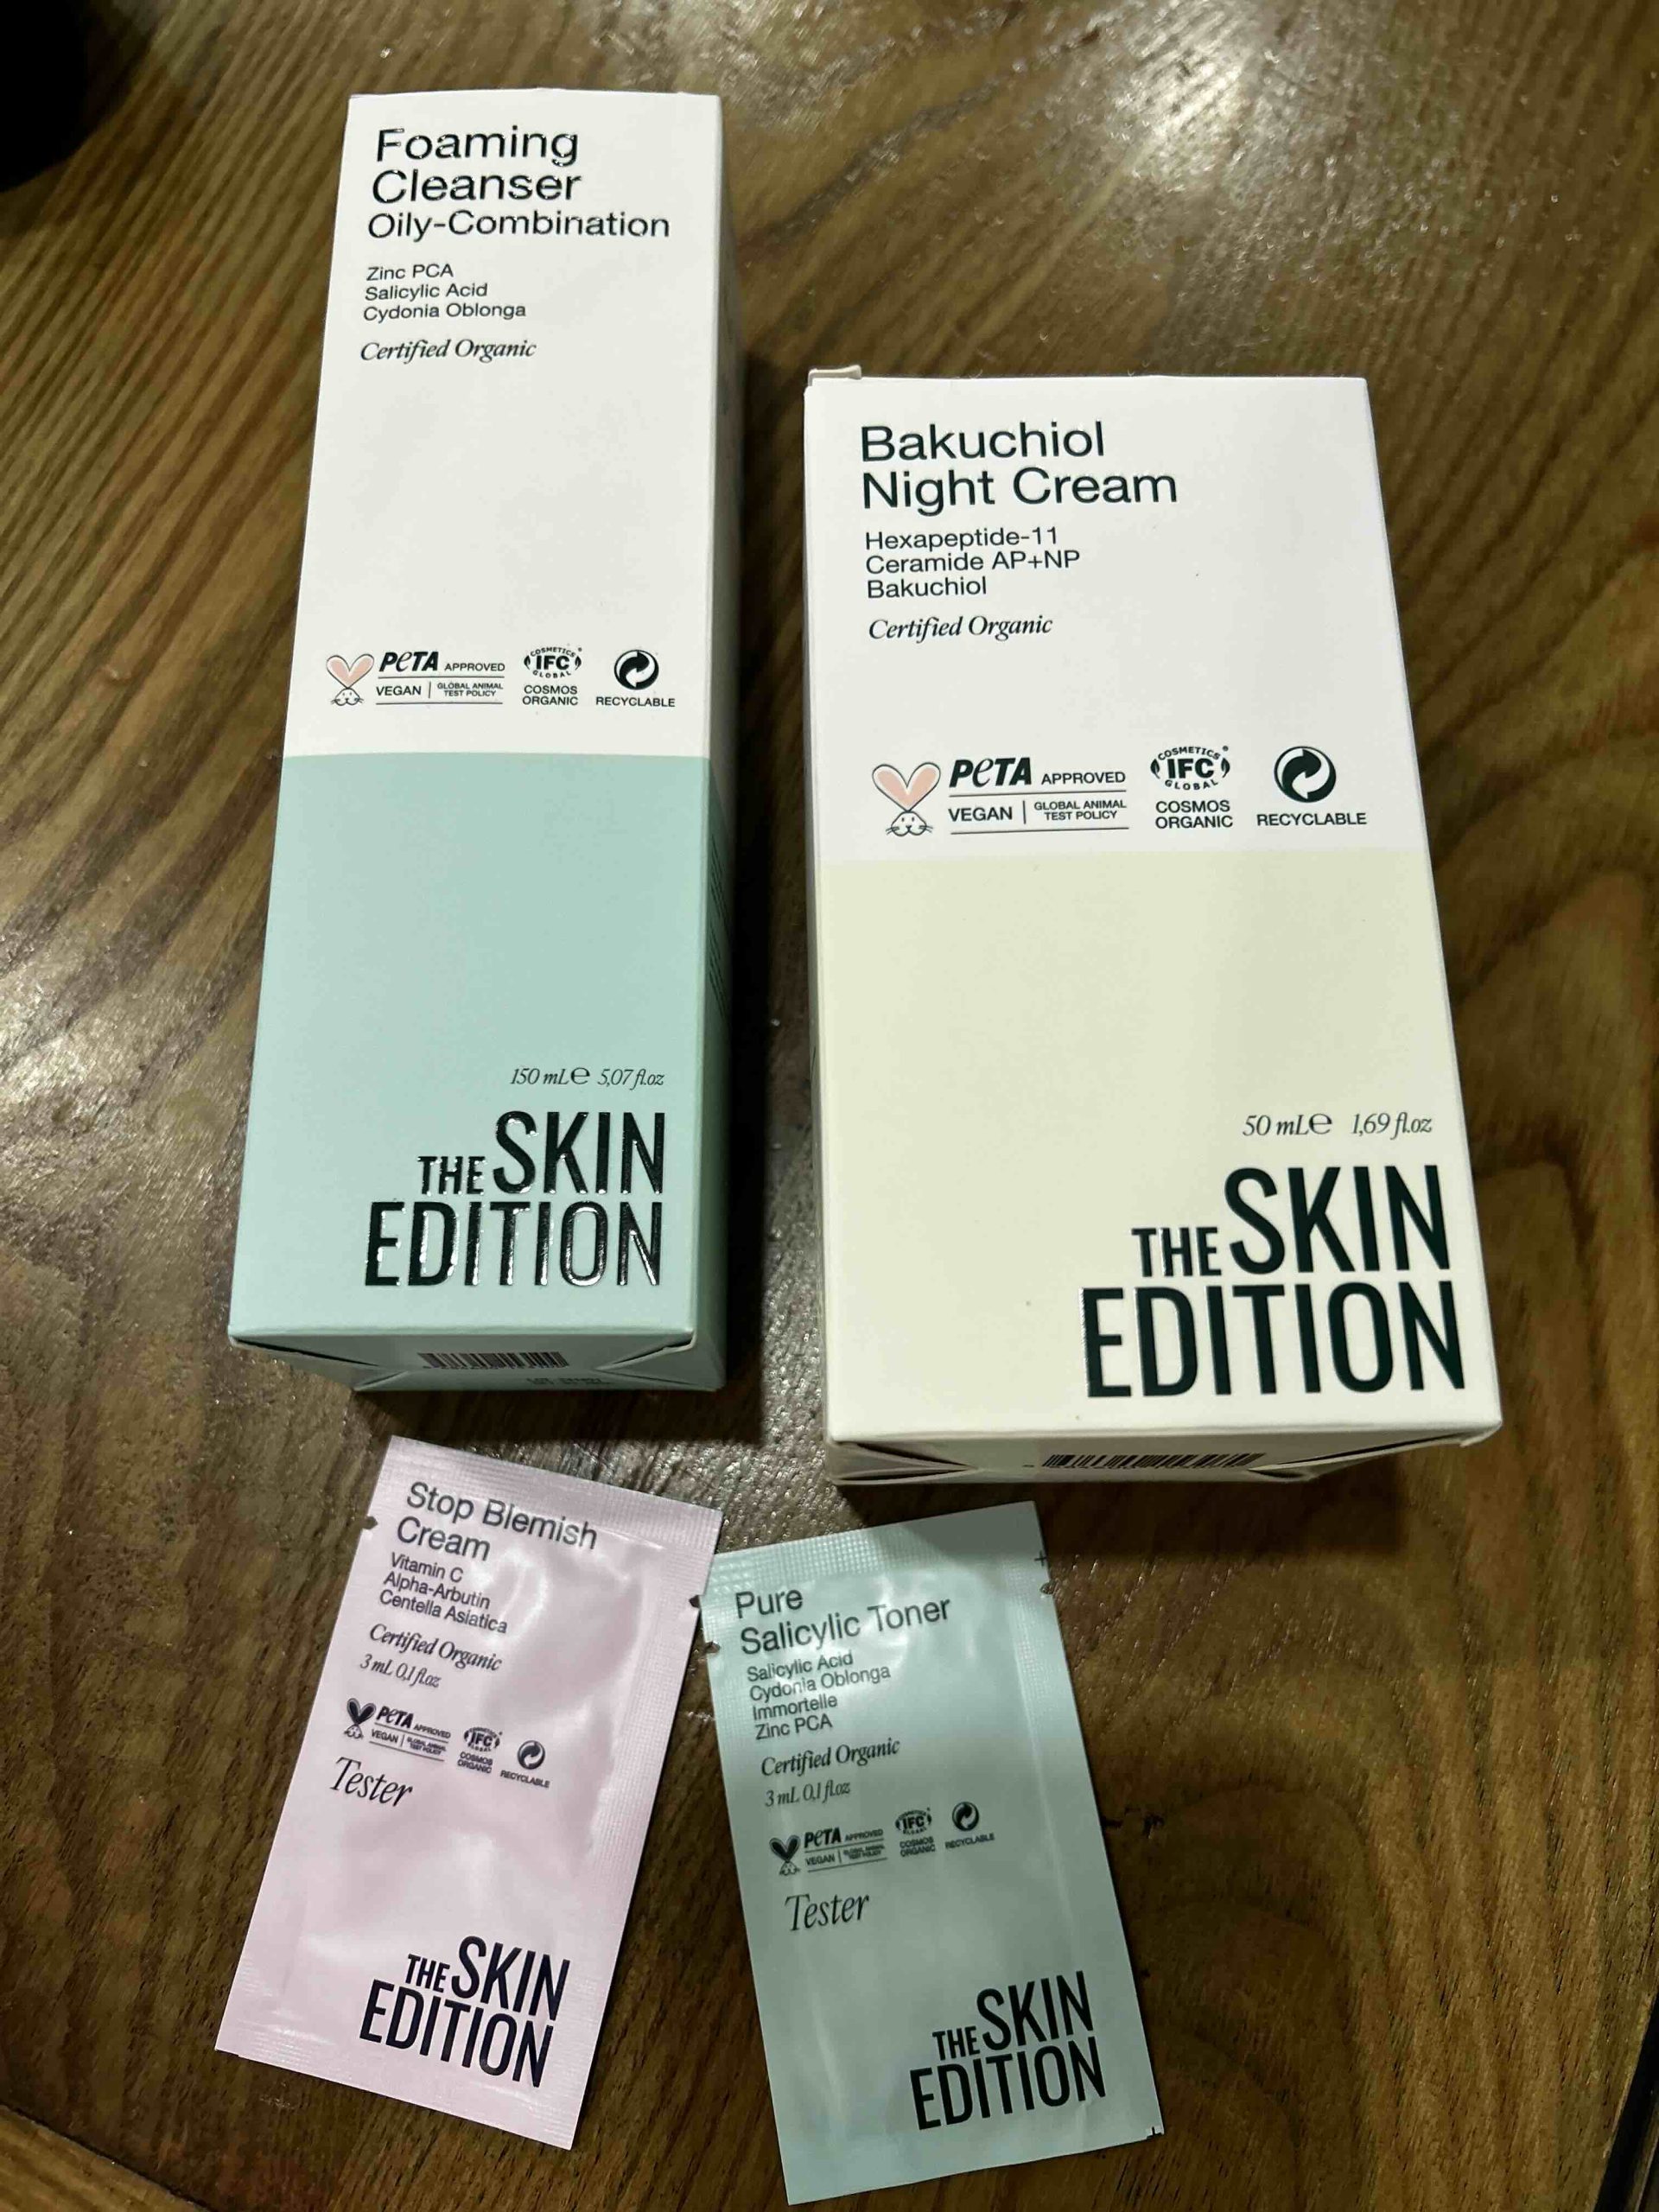 Foaming
Cleanser
Oily-Combination
Zinc PCA
Salicylic Acid
Cydonia Oblonga
Certified Organic
PETA APPROVED
VEGAN | GLOBAL ANIMAL
TEST POLICY
COSMETICS
IFC
GLOBAL
COSMOS
ORGANIC
RECYCLABLE
150 mL℮ 5,07 fl.oz
THE SKIN
EDITION
Bakuchiol
Night Cream
Hexapeptide-11
Ceramide AP+NP
Bakuchiol
Certified Organic
PETA APPROVED
VEGAN | GLOBAL ANIMAL
TEST POLICY
COSMETICS
IFC
GLOBAL
COSMOS
ORGANIC
RECYCLABLE
50 mL℮ 1,69 fl.oz
THE SKIN
EDITION
Stop Blemish
Cream
Vitamin C
Alpha-Arbutin
Centella Asiatica
Certified Organic
3 mL 0,1 fl.oz
PETA APPROVED
VEGAN | GLOBAL ANIMAL
TEST POLICY
IFC
COSMOS
ORGANIC
RECYCLABLE
Tester
THE SKIN
EDITION
Pure
Salicylic Toner
Salicylic Acid
Cydonia Oblonga
Immortelle
Zinc PCA
Certified Organic
3 mL 0,1 fl.oz
PETA APPROVED
VEGAN
IFC
COSMOS
ORGANIC
RECYCLABLE
Tester
THE SKIN
EDITION